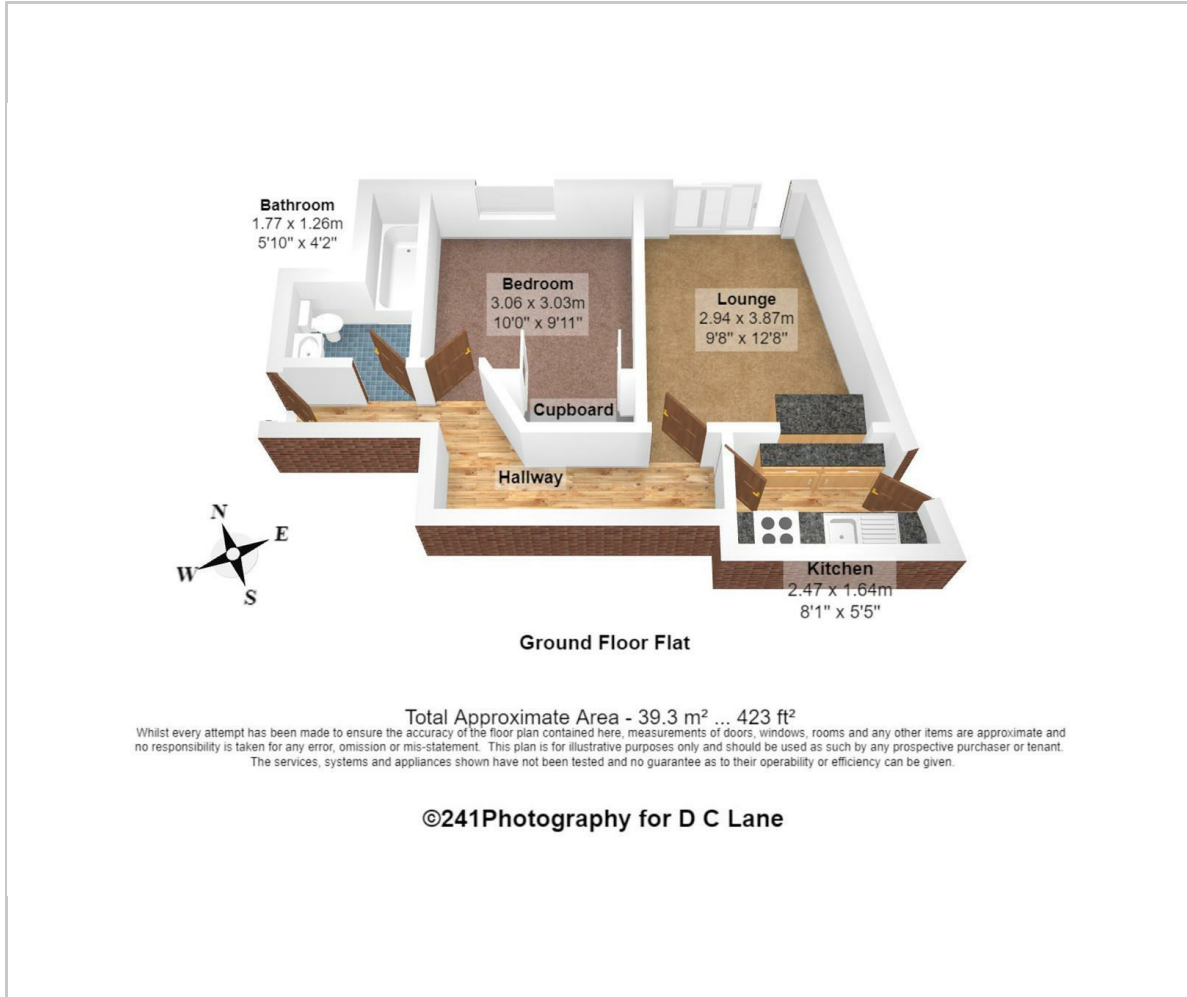 Bathroom
1.77 x 1.26m
5'10" x 4'2"
Bedroom
3.06 x 3.03m
10'0" x 9'11"
Lounge
2.94 x 3.87m
9'8" x 12'8"
Cupboard
Hallway
N
E
W
S
Kitchen
2.47 x 1.64m
8'1" x 5'5"
Ground Floor Flat
Total Approximate Area - 39.3 m² ... 423 ft²
Whilst every attempt has been made to ensure the accuracy of the floor plan contained here, measurements of doors, windows, rooms and any other items are approximate and
no responsibility is taken for any error, omission or mis-statement. This plan is for illustrative purposes only and should be used as such by any prospective purchaser or tenant.
The services, systems and appliances shown have not been tested and no guarantee as to their operability or efficiency can be given.
©241Photography for D C Lane